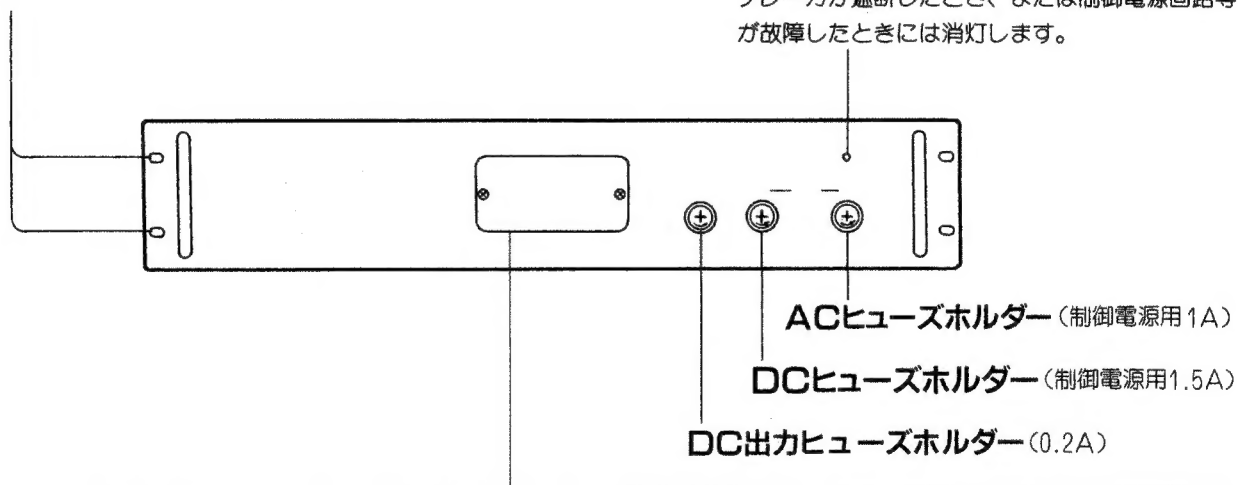 ブレーカが遮断したとき、または制御電源回路等
が故障したときには消灯します。
ACヒューズホルダー（制御電源用1A）
DCヒューズホルダー（制御電源用1.5A）
DC出力ヒューズホルダー（0.2A）